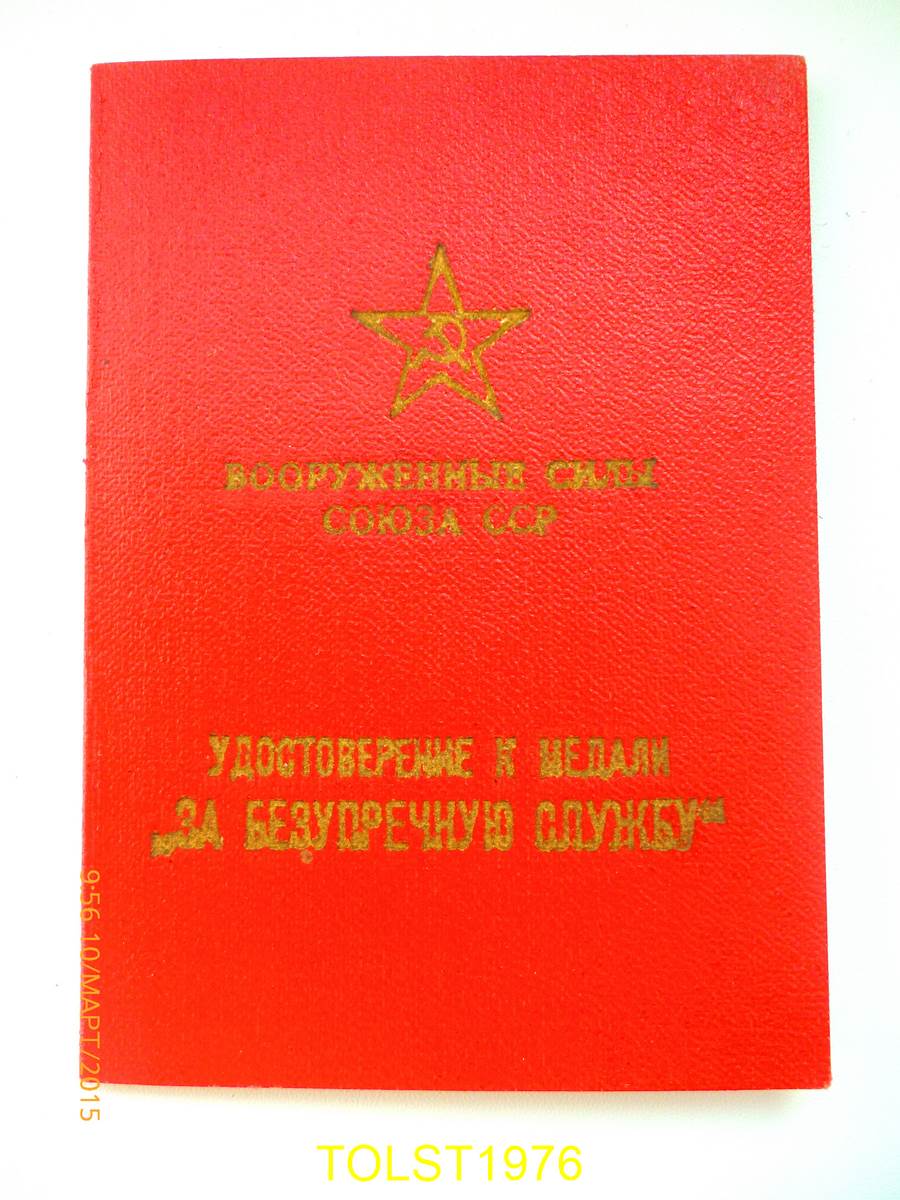 ВООРУЖЕННЫЕ СИЛЫ
СОЮЗА ССР
УДОСТОВЕРЕНИЕ К МЕДАЛИ
„ЗА БЕЗУПРЕЧНУЮ СЛУЖБУ“
9:56 10/МАРТ/2015
TOLST1976